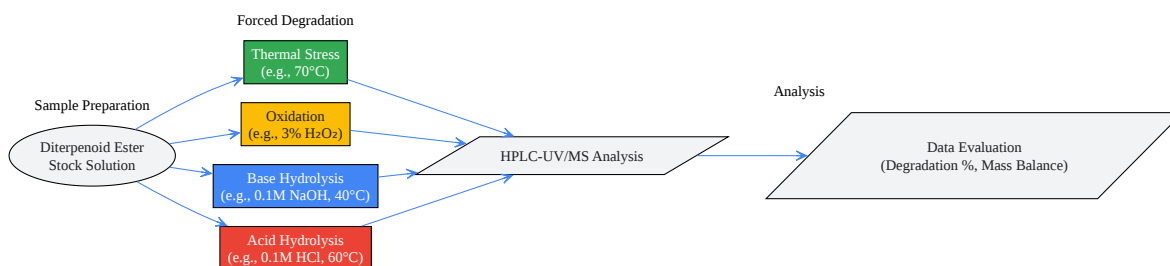 Sample Preparation
Diterpenoid Ester
Stock Solution
Forced Degradation
Thermal Stress
(e.g., 70°C)
Oxidation
(e.g., 3% H₂O₂)
Base Hydrolysis
(e.g., 0.1M NaOH, 40°C)
Acid Hydrolysis
(e.g., 0.1M HCl, 60°C)
HPLC-UV/MS Analysis
Analysis
Data Evaluation
(Degradation %, Mass Balance)